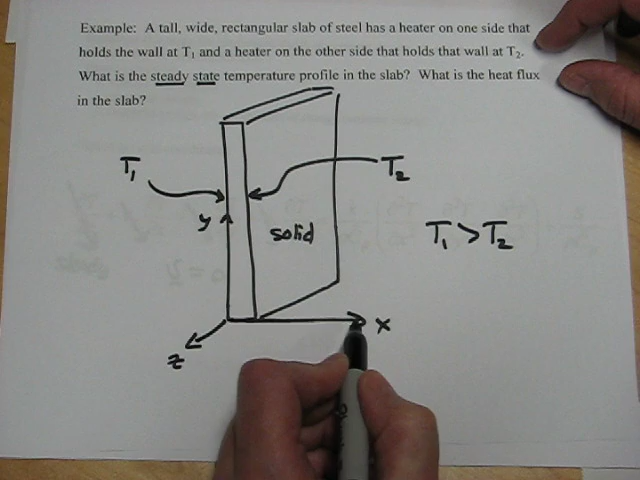 Example: A tall, wide, rectangular slab of steel has a heater on one side that
holds the wall at T₁ and a heater on the other side that holds that wall at T₂.
What is the steady state temperature profile in the slab? What is the heat flux
in the slab?
T₁
T₂
y
solid
T₁ > T₂
x
z